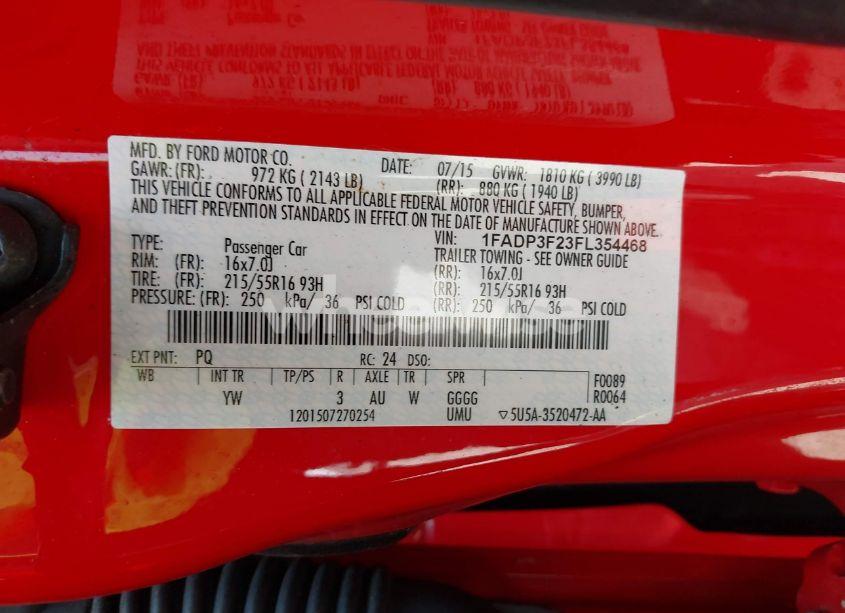 MFD. BY FORD MOTOR CO. DATE: 07/15 GVWR: 1810 KG ( 3990 LB)
GAWR: (FR): 972 KG ( 2143 LB) (RR): 880 KG ( 1940 LB)
THIS VEHICLE CONFORMS TO ALL APPLICABLE FEDERAL MOTOR VEHICLE SAFETY, BUMPER,
AND THEFT PREVENTION STANDARDS IN EFFECT ON THE DATE OF MANUFACTURE SHOWN ABOVE.
VIN: 1FADP3F23FL354468
TYPE: Passenger Car TRAILER TOWING - SEE OWNER GUIDE
RIM: (FR): 16x7.0J (RR): 16x7.0J
TIRE: (FR): 215/55R16 93H (RR): 215/55R16 93H
PRESSURE: (FR): 250 kPa/ 36 PSI COLD (RR): 250 kPa/ 36 PSI COLD
EXT PNT: PQ RC: 24 DSO:
WB INT TR TP/PS R AXLE TR SPR F0089
YW 3 AU W GGGG R0064
1201507270254 UMU ▽5U5A-3520472-AA